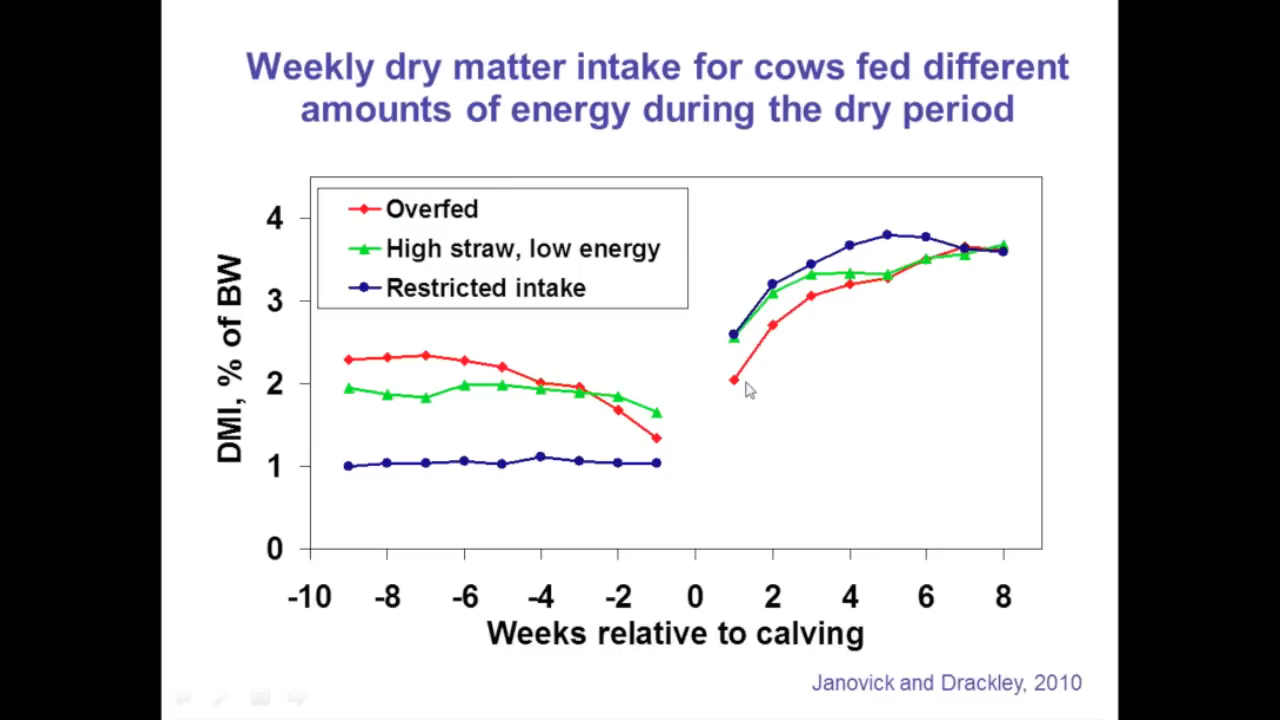 Weekly dry matter intake for cows fed different
amounts of energy during the dry period
Overfed
High straw, low energy
Restricted intake
DMI, % of BW
4
3
2
1
0
-10 -8 -6 -4 -2 0 2 4 6 8
Weeks relative to calving
Janovick and Drackley, 2010